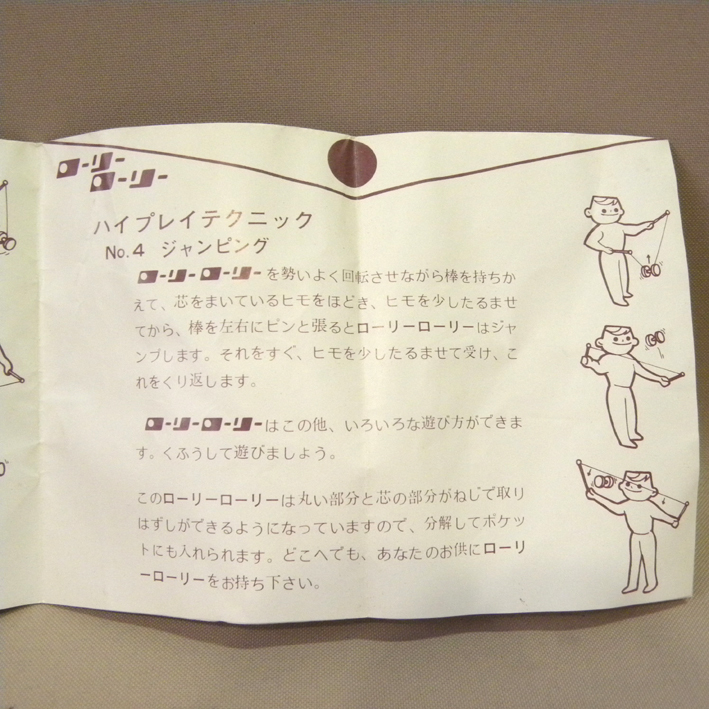 ローリー
ローリー
ハイプレイテクニック
No.4 ジャンピング
ローリーローリーを勢いよく回転させながら棒を持ちか
えて、芯をまいているヒモをほどき、ヒモを少したるませ
てから、棒を左右にピンと張るとローリーローリーはジャ
ンプします。それをすぐ、ヒモを少したるませて受け、こ
れをくり返します。
ローリーローリーはこの他、いろいろな遊び方ができま
す。くふうして遊びましょう。
このローリーローリーは丸い部分と芯の部分がねじで取り
はずしができるようになっていますので、分解してポケッ
トにも入れられます。どこへでも、あなたのお供にローリ
ーローリーをお持ち下さい。